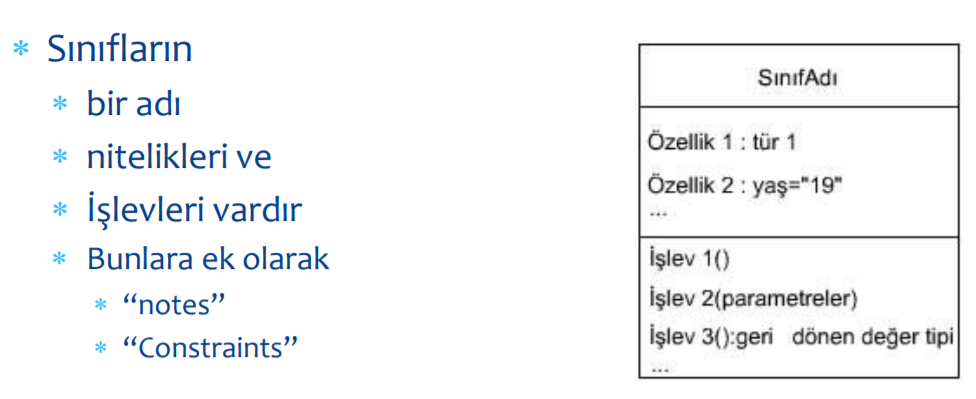 * Sınıfların
* bir adı
* nitelikleri ve
* İşlevleri vardır
* Bunlara ek olarak
* “notes”
* “Constraints”
SınıfAdı
Özellik 1 : tür 1
Özellik 2 : yaş="19"
...
İşlev 1()
İşlev 2(parametreler)
İşlev 3():geri dönen değer tipi
...